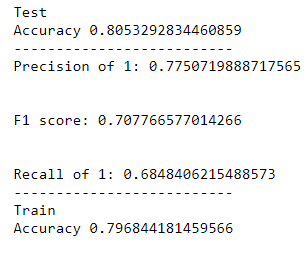 Test
Accuracy 0.8053292834460859
--------------------------
Precision of 1: 0.7750719888717565
F1 score: 0.707766577014266
Recall of 1: 0.6848406215488573
--------------------------
Train
Accuracy 0.796844181459566